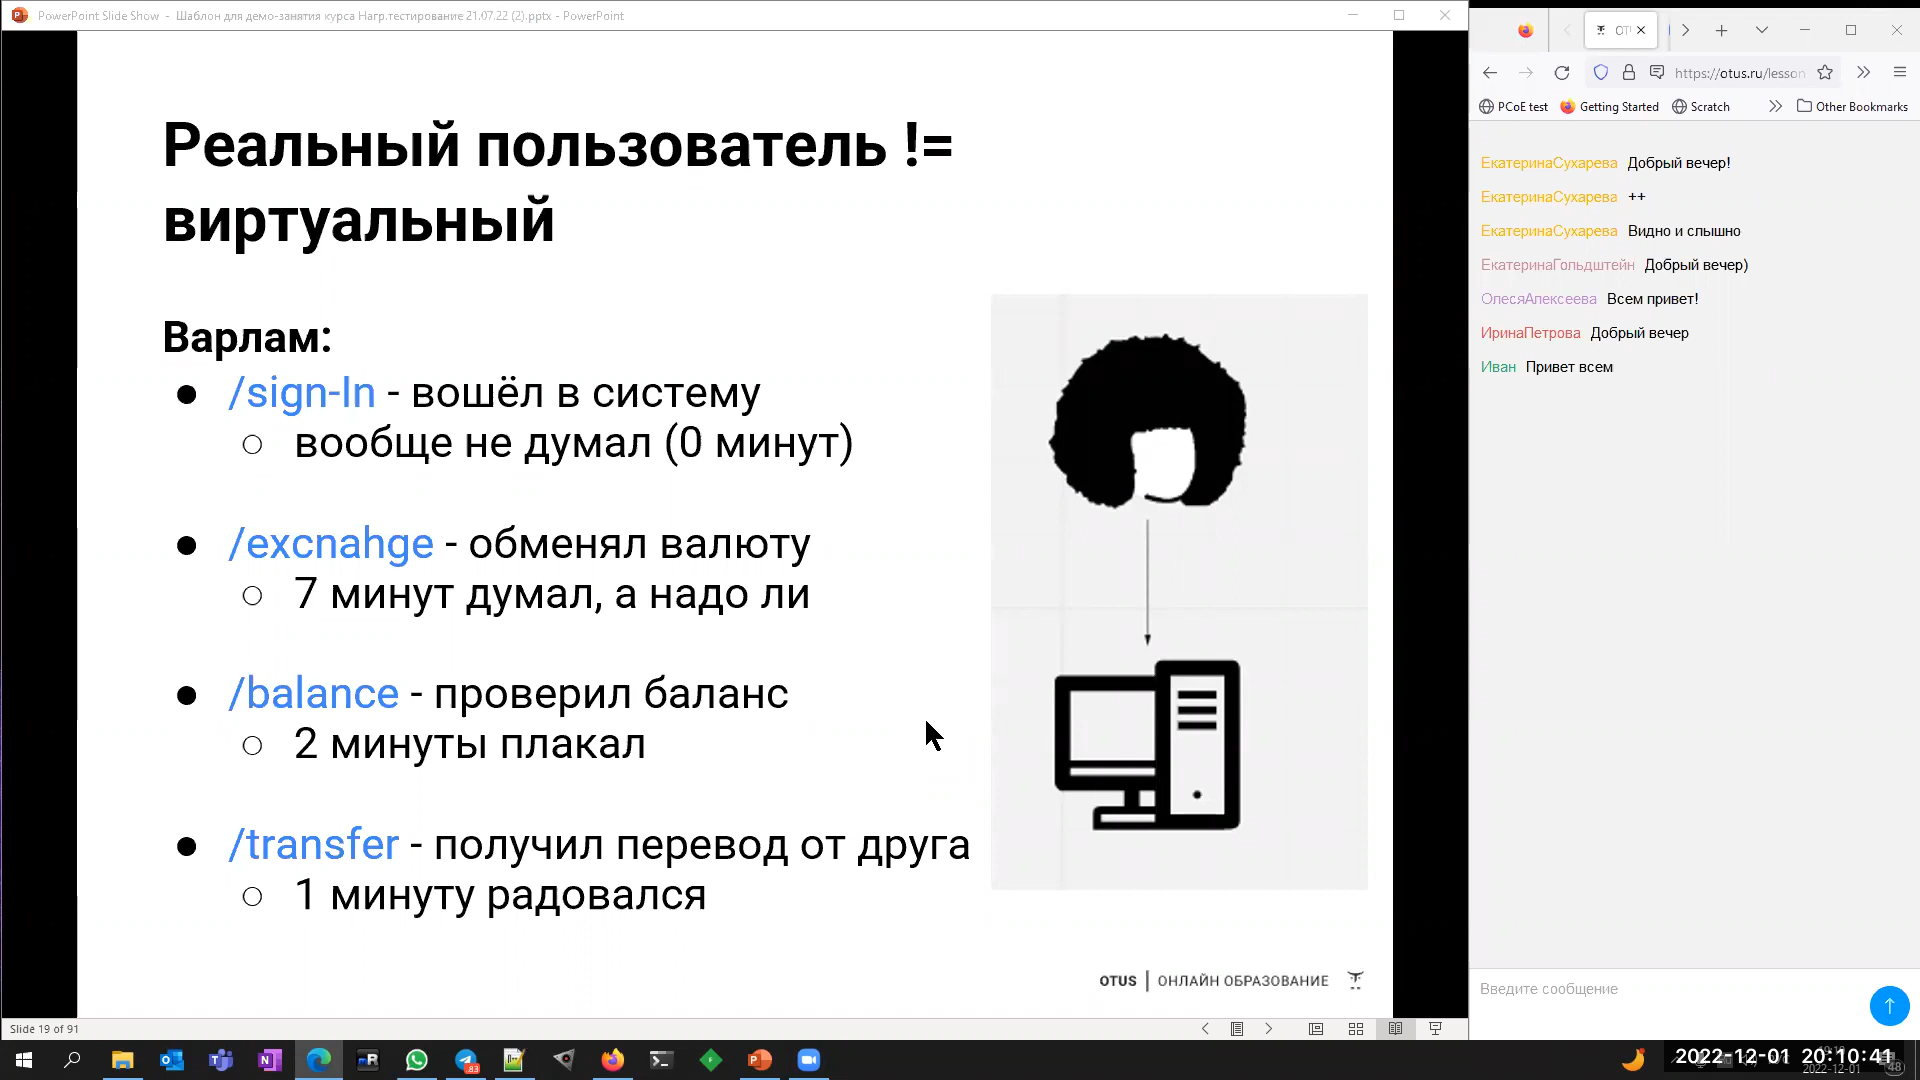 PowerPoint Slide Show - Шаблон для демо-занятия курса Нагр.тестирование 21.07.22 (2).pptx - PowerPoint
Реальный пользователь !=
виртуальный
Варлам:
/sign-In - вошёл в систему
вообще не думал (0 минут)
/excnahge - обменял валюту
7 минут думал, а надо ли
/balance - проверил баланс
2 минуты плакал
/transfer - получил перевод от друга
1 минуту радовался
OTUS | ОНЛАЙН ОБРАЗОВАНИЕ
Slide 19 of 91
https://otus.ru/lesson
PCoE test Getting Started Scratch Other Bookmarks
ЕкатеринаСухарева Добрый вечер!
ЕкатеринаСухарева ++
ЕкатеринаСухарева Видно и слышно
ЕкатеринаГольдштейн Добрый вечер)
ОлесяАлексеева Всем привет!
ИринаПетрова Добрый вечер
Иван Привет всем
Введите сообщение
2022-12-01 20:10:41
2022-12-01